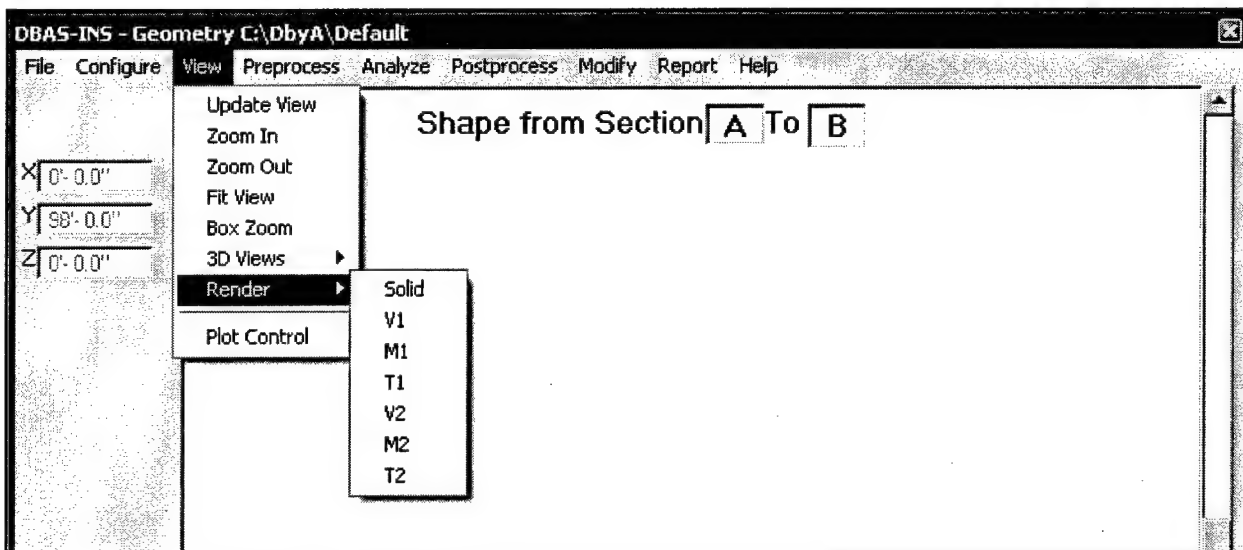 DBAS-INS - Geometry C:\DbyA\Default
File Configure View Preprocess Analyze Postprocess Modify Report Help
Shape from Section A To B
X 0'- 0.0"
Y 98'- 0.0"
Z 0'- 0.0"
Update View
Zoom In
Zoom Out
Fit View
Box Zoom
3D Views
Render
Plot Control
Solid
V1
M1
T1
V2
M2
T2